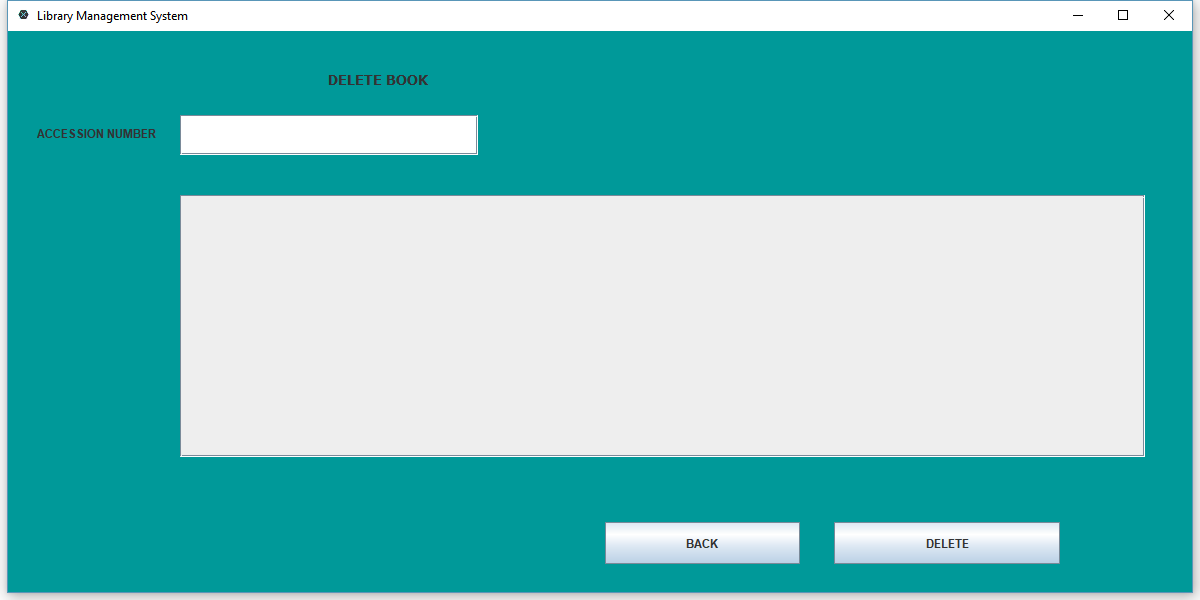 Library Management System
DELETE BOOK
ACCESSION NUMBER
BACK
DELETE